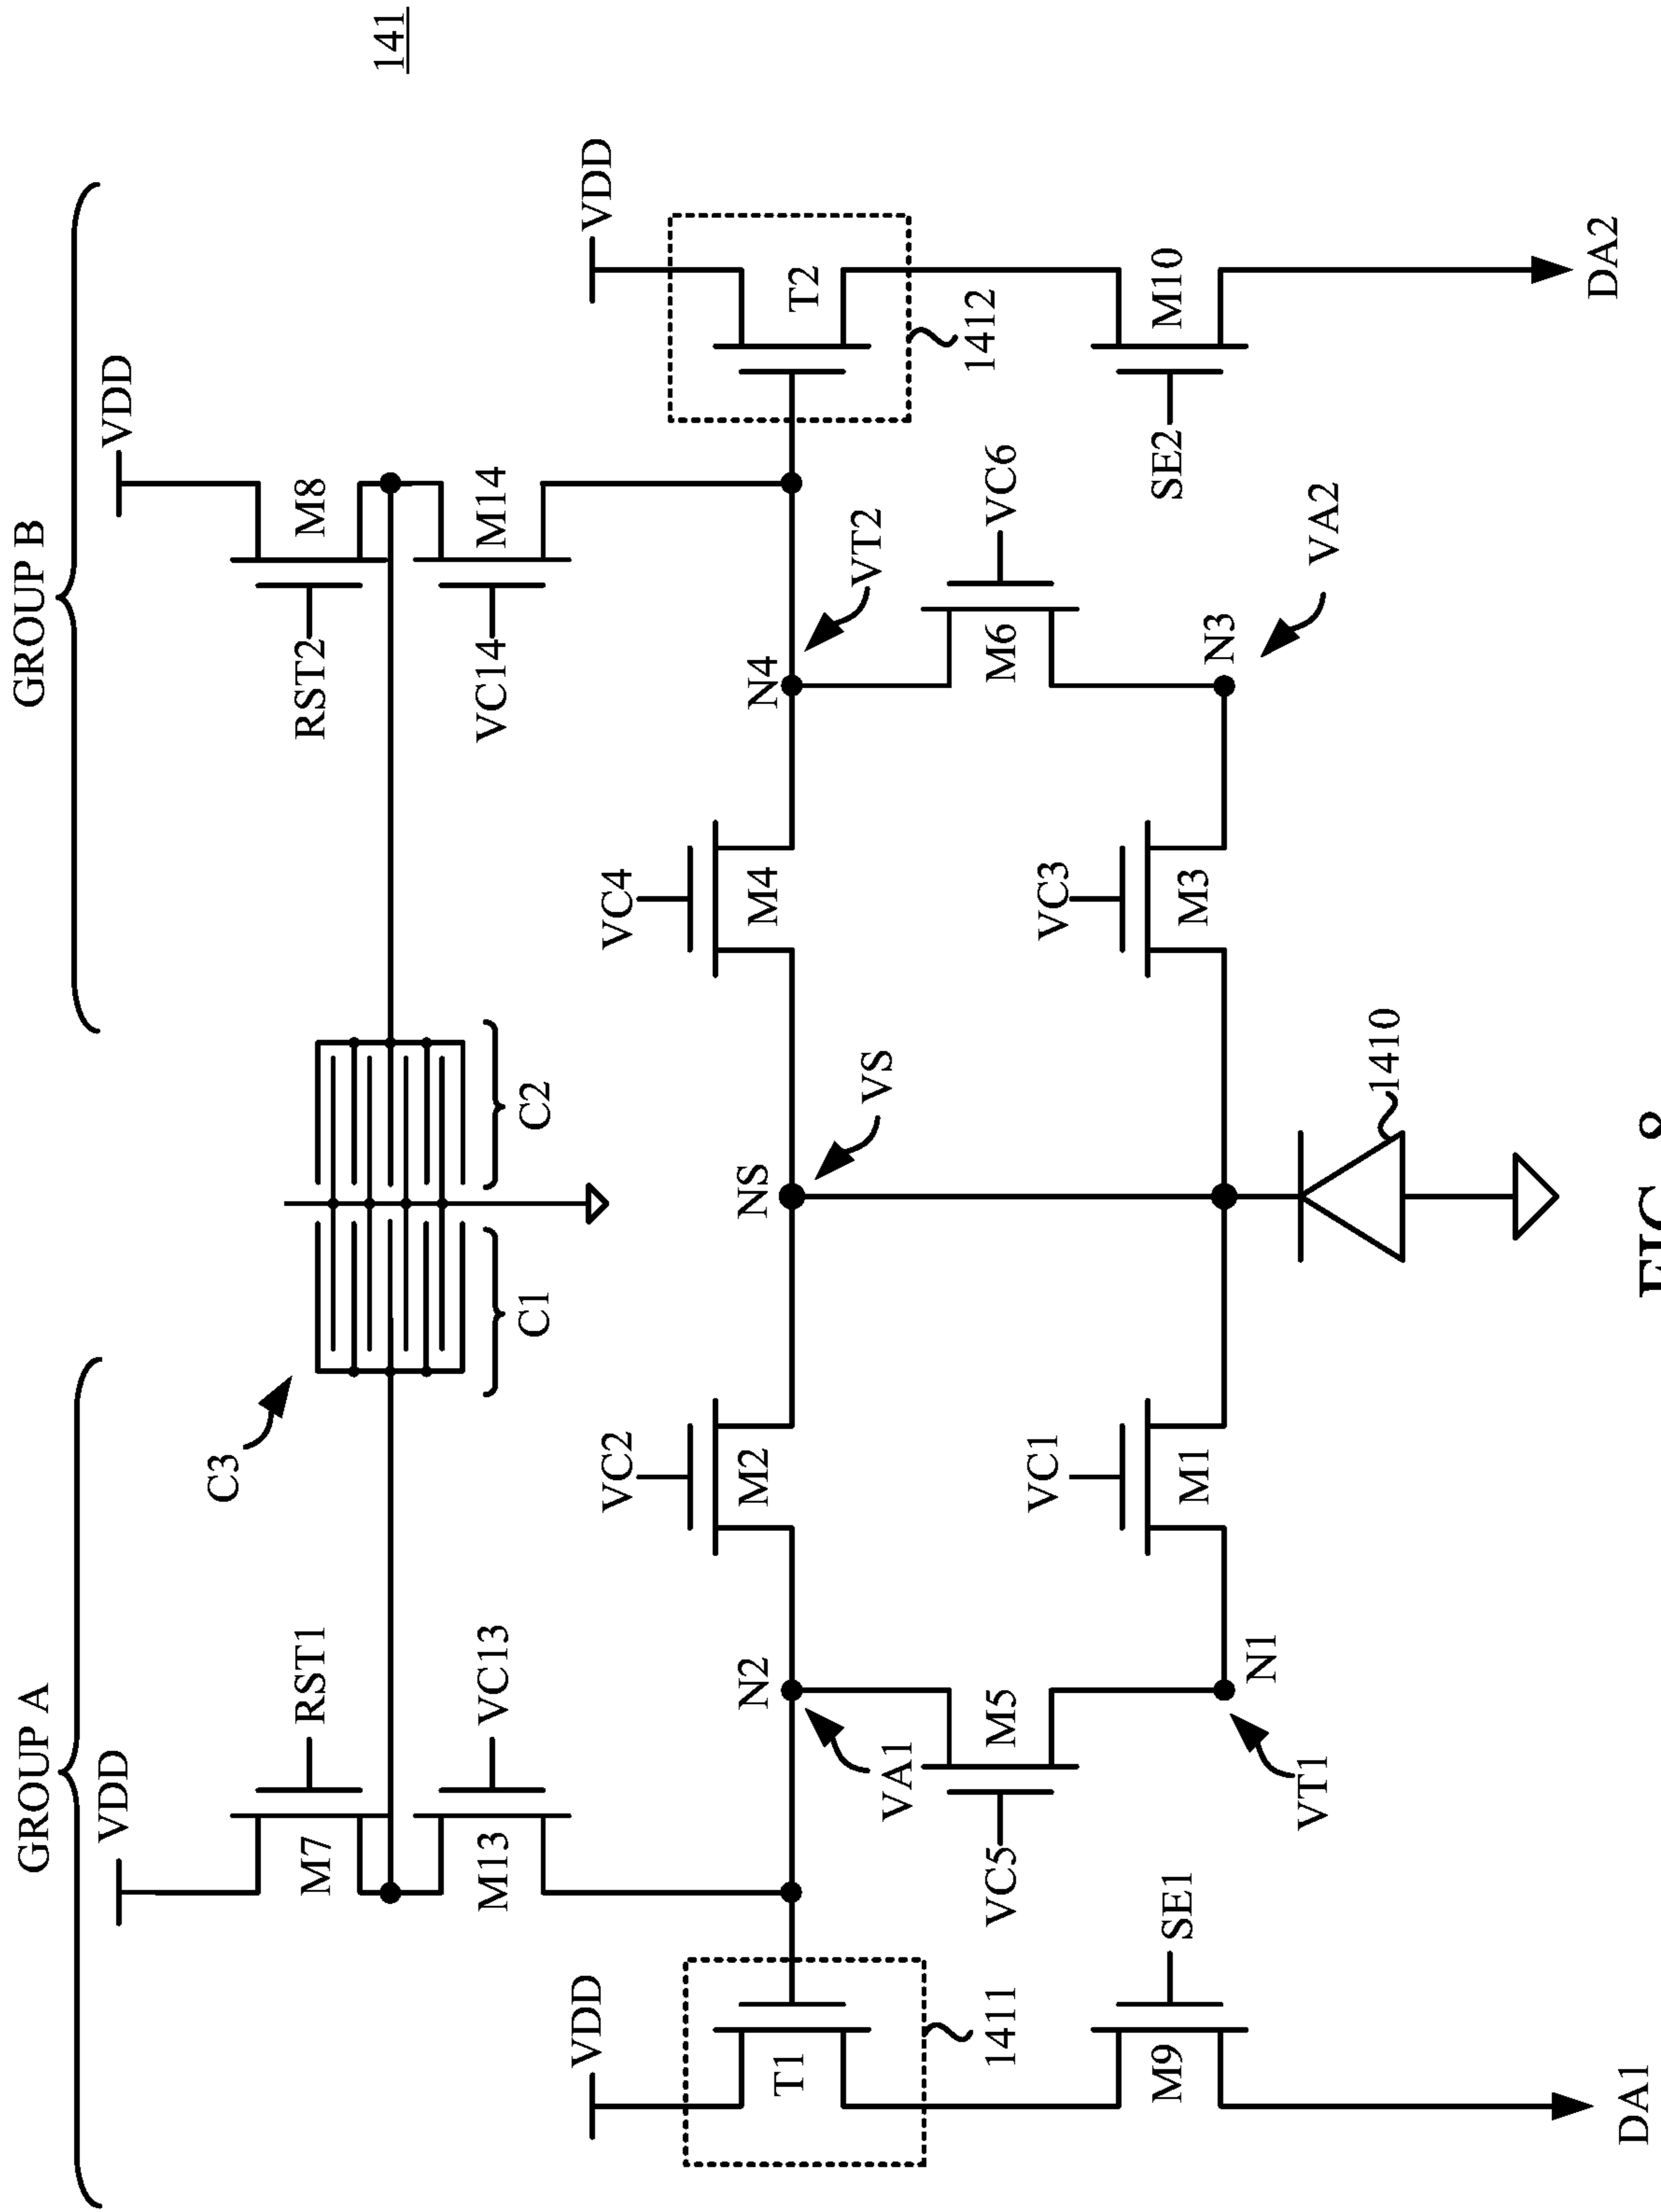 141
GROUP A
GROUP B
VDD
VDD
M7
RST1
RST2
M8
C3
M13
VC13
VC14
M14
C1
C2
VDD
VDD
VC2
VC4
N2
M2
NS
M4
N4
T1
T2
VA1
VS
VT2
1411
1412
VC5
M5
M6
VC6
VC1
VC3
M9
SE1
M1
M3
SE2
M10
N1
N3
VT1
VA2
1410
DA1
DA2
FIG. 8